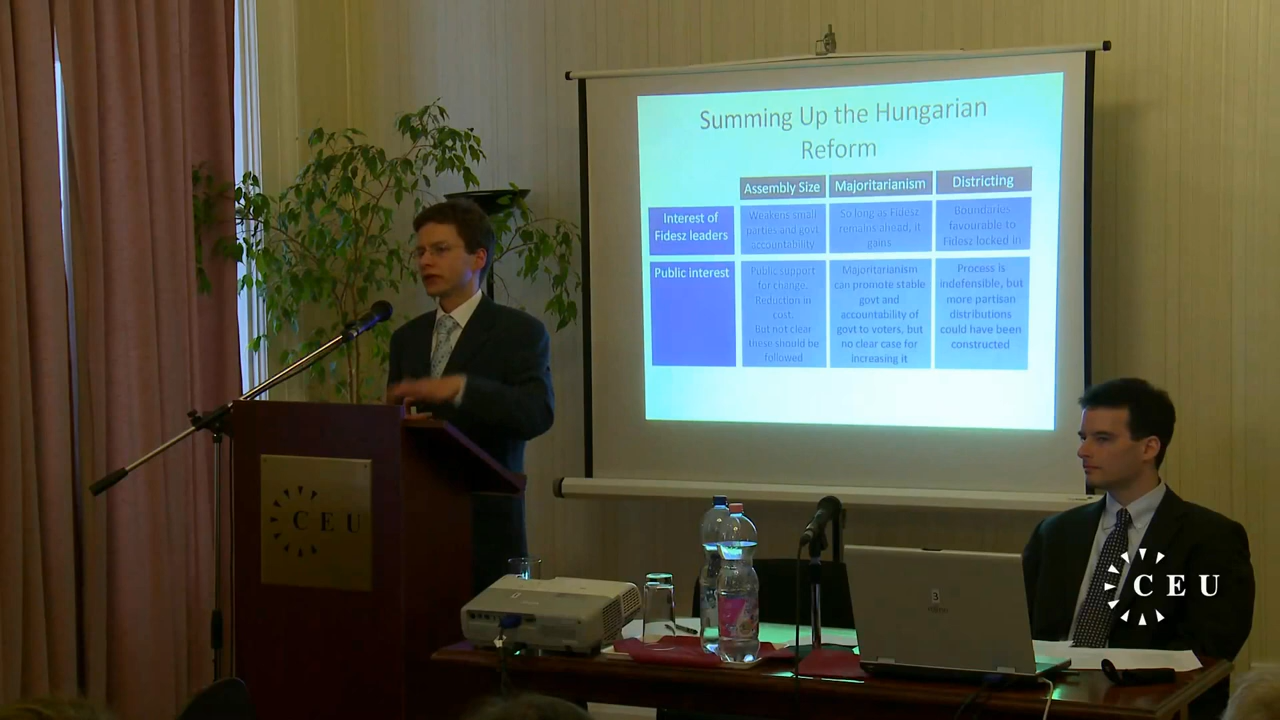 Summing Up the Hungarian
Reform
Assembly Size
Majoritarianism
Districting
Interest of
Fidesz leaders
Weakens small
parties and govt
accountability
So long as Fidesz
remains ahead, it
gains
Boundaries
favourable to
Fidesz locked in
Public interest
Public support
for change.
Reduction in
cost.
But not clear
these should be
followed
Majoritarianism
can promote stable
govt and
accountability of
govt to voters, but
no clear case for
increasing it
Process is
indefensible, but
more partisan
distributions
could have been
constructed
CEU
CEU